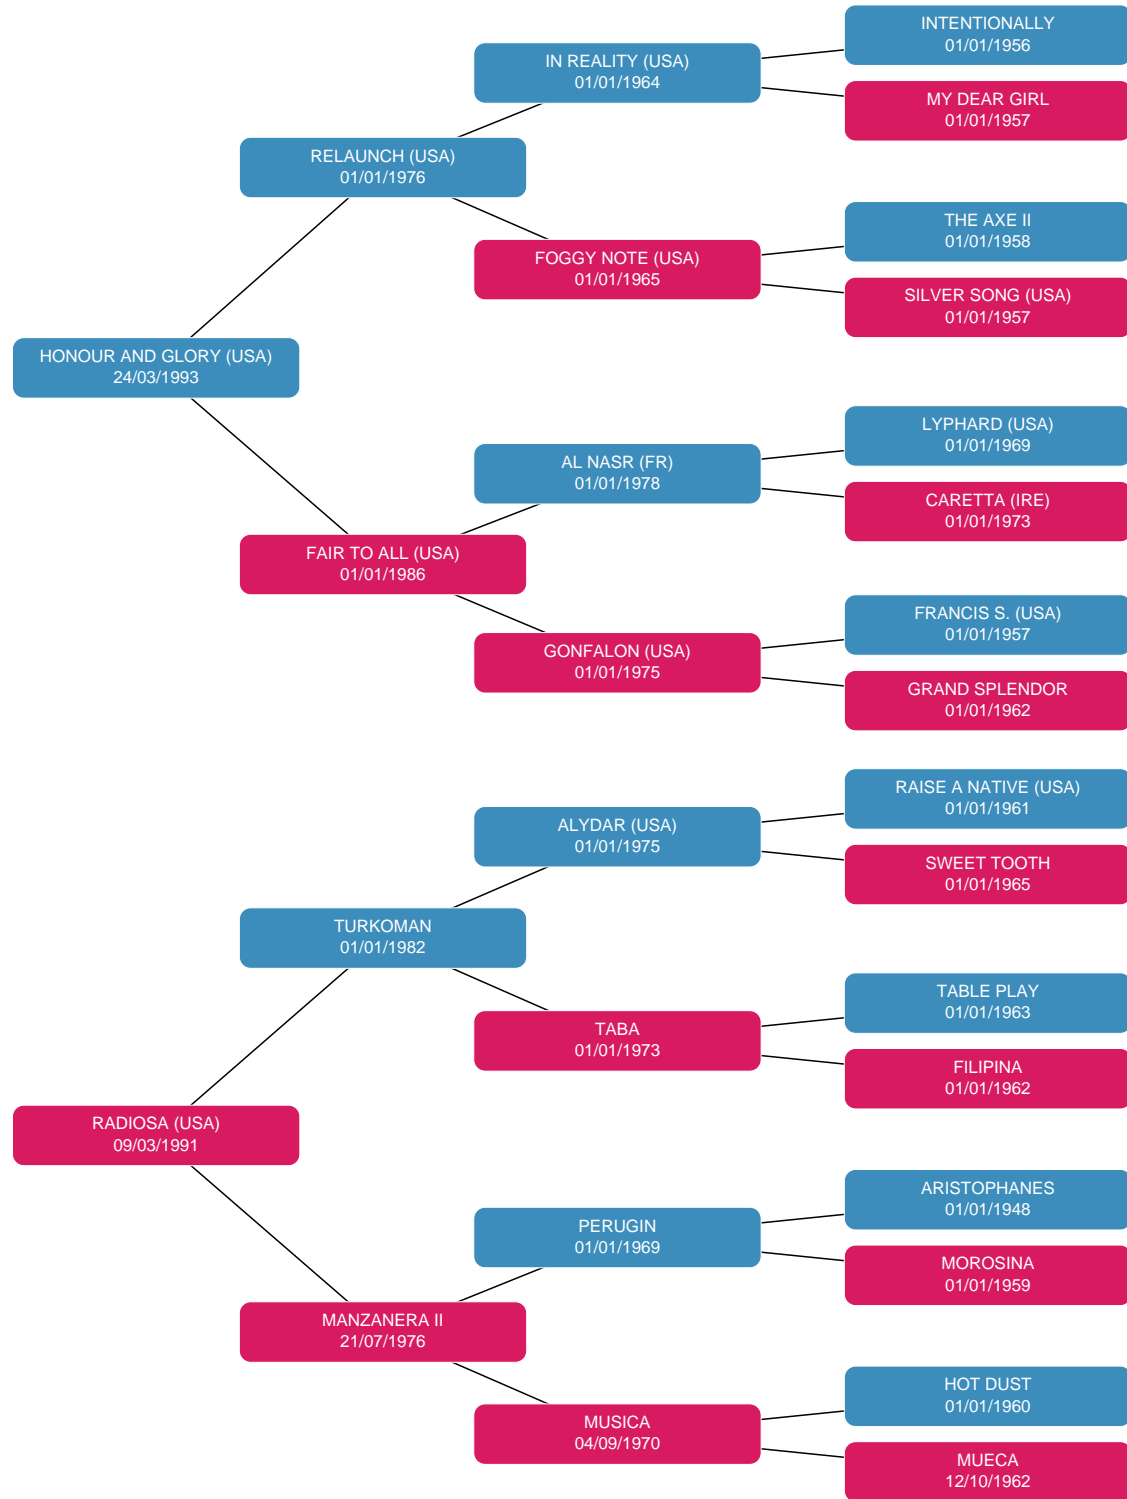 INTENTIONALLY
01/01/1956
IN REALITY (USA)
01/01/1964
MY DEAR GIRL
01/01/1957
RELAUNCH (USA)
01/01/1976
THE AXE II
01/01/1958
FOGGY NOTE (USA)
01/01/1965
SILVER SONG (USA)
01/01/1957
HONOUR AND GLORY (USA)
24/03/1993
LYPHARD (USA)
01/01/1969
AL NASR (FR)
01/01/1978
CARETTA (IRE)
01/01/1973
FAIR TO ALL (USA)
01/01/1986
FRANCIS S. (USA)
01/01/1957
GONFALON (USA)
01/01/1975
GRAND SPLENDOR
01/01/1962
RAISE A NATIVE (USA)
01/01/1961
ALYDAR (USA)
01/01/1975
SWEET TOOTH
01/01/1965
TURKOMAN
01/01/1982
TABLE PLAY
01/01/1963
TABA
01/01/1973
FILIPINA
01/01/1962
RADIOSA (USA)
09/03/1991
ARISTOPHANES
01/01/1948
PERUGIN
01/01/1969
MOROSINA
01/01/1959
MANZANERA II
21/07/1976
HOT DUST
01/01/1960
MUSICA
04/09/1970
MUECA
12/10/1962